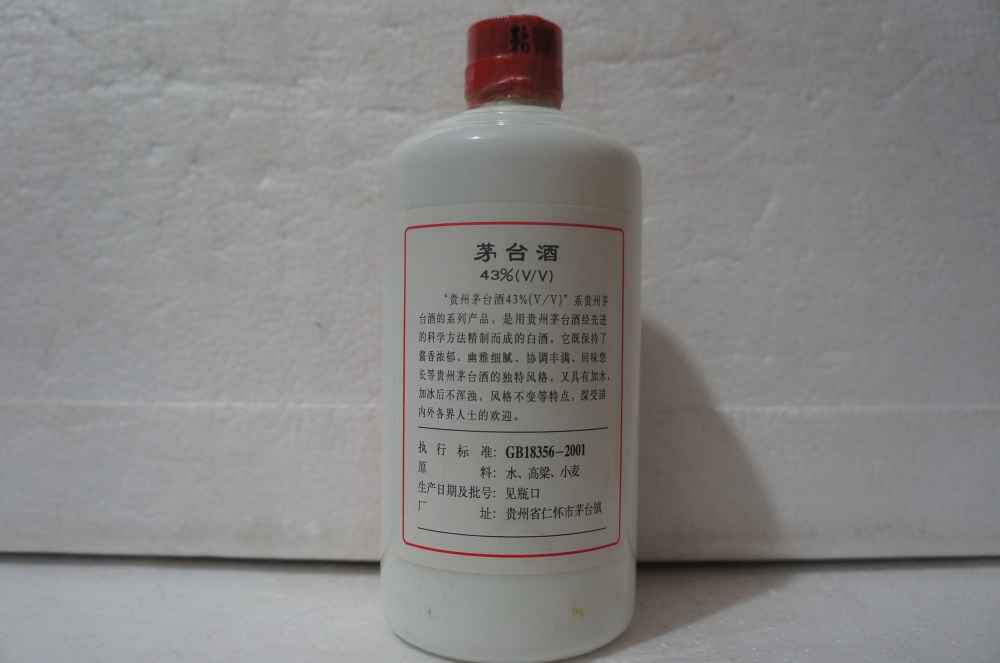 茅台酒
43%(V/V)
“贵州茅台酒43%(V/V)”系贵州茅
台酒的系列产品，是用贵州茅台酒经先进
的科学方法精制而成的白酒，它既保持了
酱香浓郁、幽雅细腻、协调丰满、回味悠
长等贵州茅台酒的独特风格，又具有加水、
加冰后不浑浊，风格不变等特点，深受海
内外各界人士的欢迎。
执行标准：GB18356-2001
原料：水、高粱、小麦
生产日期及批号：见瓶口
厂址：贵州省仁怀市茅台镇